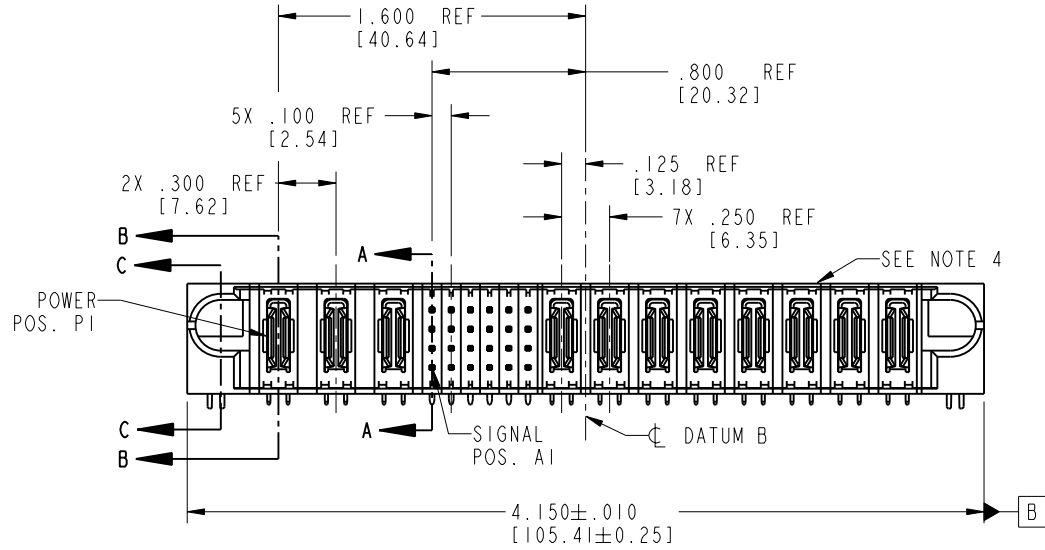 1.600 REF
[40.64]
.800 REF
[20.32]
5X .100 REF
[2.54]
.125 REF
[3.18]
2X .300 REF
[7.62]
7X .250 REF
[6.35]
B
A
C
SEE NOTE 4
POWER
POS. P1
C
A
SIGNAL
POS. A1
℄ DATUM B
B
4.150±.010
[105.41±0.25]
B